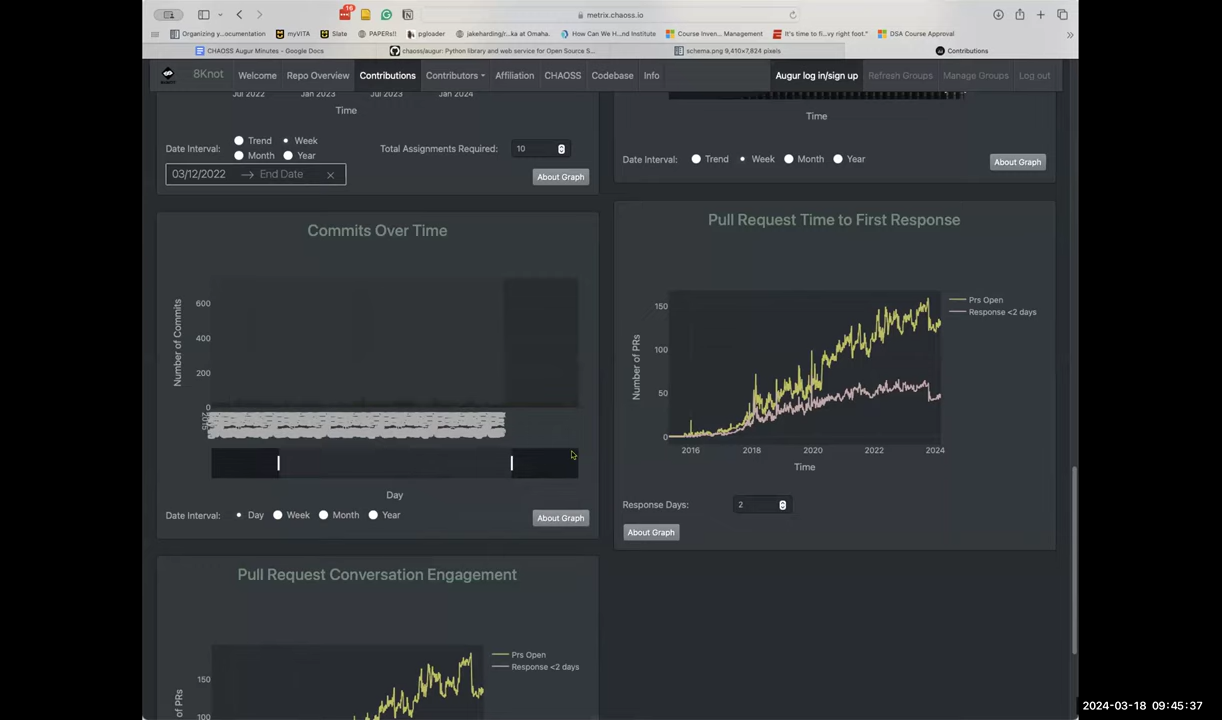 16
metrix.chaoss.io
Organizing y...ocumentation
myVITA
Slate
PAPERs!!
pgloader
jakeharding/r...ka at Omaha.
How Can We H...nd Institute
Course Inven... Management
It's time to fi...vy right foot."
DSA Course Approval
CHAOSS Augur Minutes - Google Docs
chaoss/augur: Python library and web service for Open Source S...
schema.png 9,410×7,824 pixels
Contributions
8Knot
Welcome
Repo Overview
Contributions
Contributors
Affiliation
CHAOSS
Codebase
Info
Augur log in/sign up
Refresh Groups
Manage Groups
Log out
Jul 2022
Jan 2023
Jul 2023
Jan 2024
Time
Date Interval:
Trend
Week
Month
Year
Total Assignments Required:
10
03/12/2022
End Date
About Graph
Time
Date Interval:
Trend
Week
Month
Year
About Graph
Commits Over Time
Number of Commits
600
400
200
0
Day
Date Interval:
Day
Week
Month
Year
About Graph
Pull Request Time to First Response
Number of PRs
150
100
50
0
2016
2018
2020
2022
2024
Time
Prs Open
Response <2 days
Response Days:
2
About Graph
Pull Request Conversation Engagement
of PRs
150
100
Prs Open
Response <2 days
2024-03-18 09:45:37